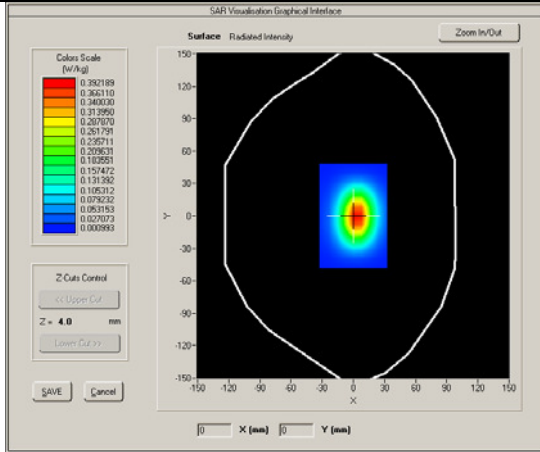 SAR Visualisation Graphical Interface
Surface Radiated Intensity
Zoom In/Out
Colors Scale
(W/kg)
0.392189
0.366110
0.340030
0.313950
0.287870
0.261791
0.235711
0.209631
0.183551
0.157472
0.131392
0.105312
0.079232
0.053153
0.027073
0.000993
150
120
90
60
30
0
-30
-60
-90
-120
-150
Y
-150 -120 -90 -60 -30 0 30 60 90 120 150
X
Z-Cuts Control
<< Upper Cut
Z = 4.0 mm
Lower Cut >>
SAVE Cancel
0 X (mm) 0 Y (mm)